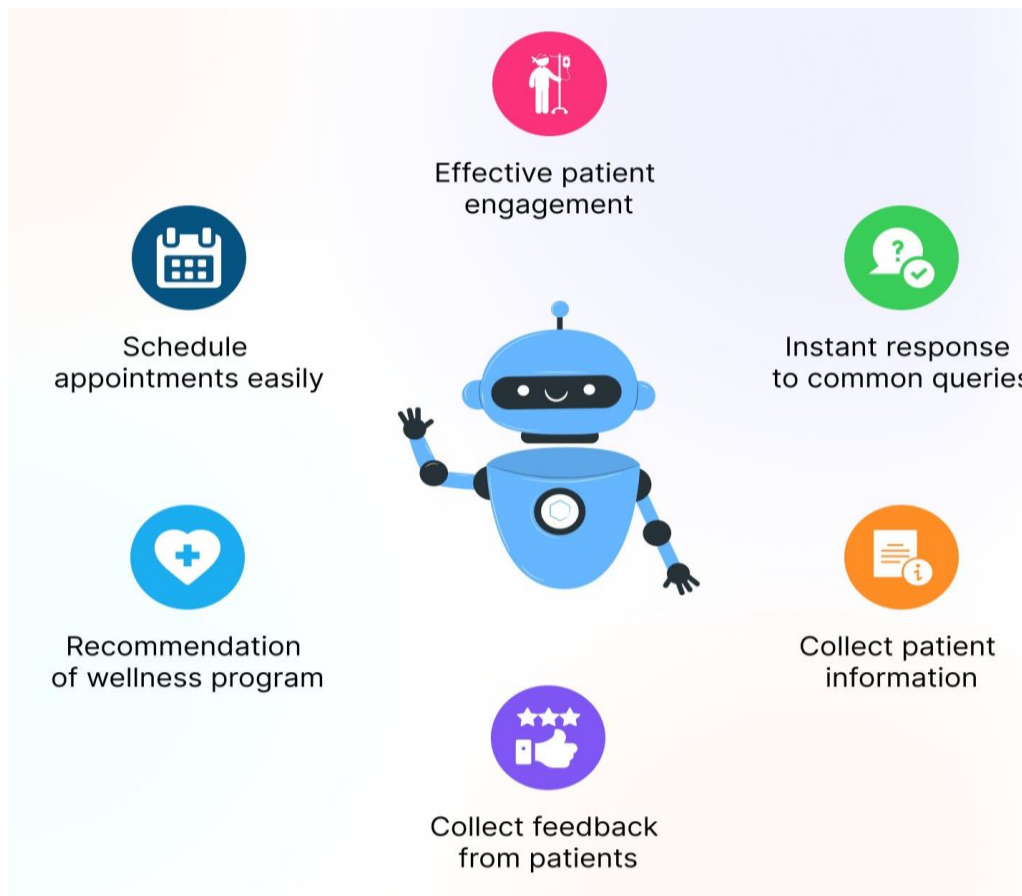 Effective patient
engagement
Schedule
appointments easily
Instant response
to common queries
Recommendation
of wellness program
Collect patient
information
Collect feedback
from patients